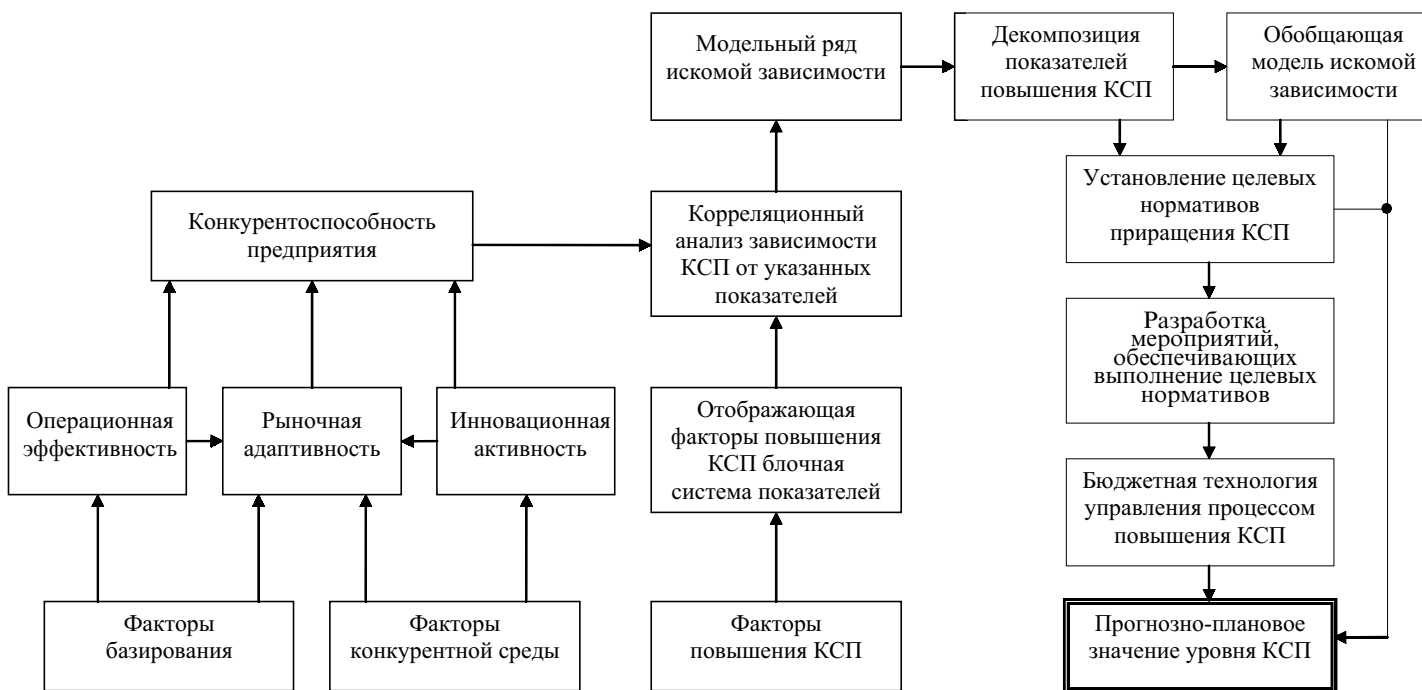 Модельный ряд
искомой зависимости
Декомпозиция
показателей
повышения КСП
Обобщающая
модель искомой
зависимости
Конкурентоспособность
предприятия
Корреляционный
анализ зависимости
КСП от указанных
показателей
Установление целевых
нормативов
приращения КСП
Разработка
мероприятий,
обеспечивающих
выполнение целевых
нормативов
Операционная
эффективность
Рыночная
адаптивность
Инновационная
активность
Отображающая
факторы повышения
КСП блочная
система показателей
Бюджетная технология
управления процессом
повышения КСП
Факторы
базирования
Факторы
конкурентной среды
Факторы
повышения КСП
Прогнозно-плановое
значение уровня КСП